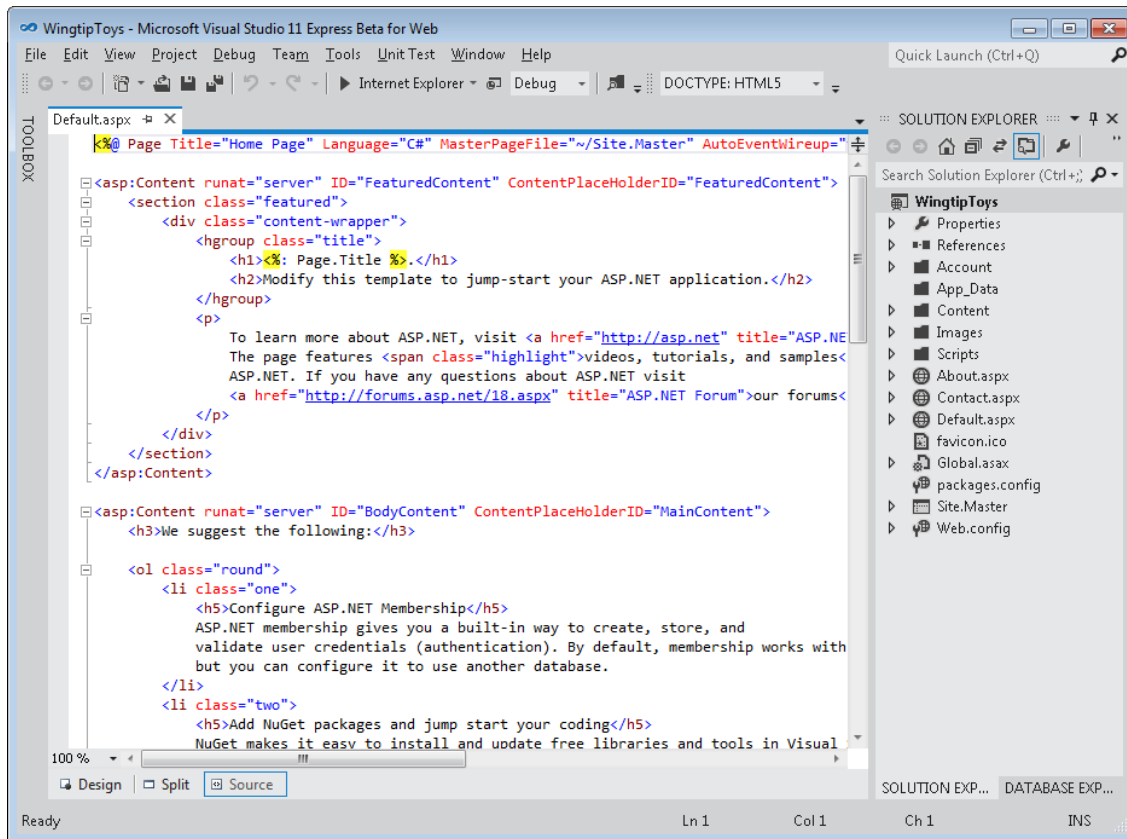 WingtipToys - Microsoft Visual Studio 11 Express Beta for Web
File Edit View Project Debug Team Tools Unit Test Window Help
Quick Launch (Ctrl+Q)
Internet Explorer Debug DOCTYPE: HTML5
TOOLBOX
Default.aspx
<%@ Page Title="Home Page" Language="C#" MasterPageFile="~/Site.Master" AutoEventWireup="
<asp:Content runat="server" ID="FeaturedContent" ContentPlaceHolderID="FeaturedContent">
<section class="featured">
<div class="content-wrapper">
<hgroup class="title">
<h1><%: Page.Title %>.</h1>
<h2>Modify this template to jump-start your ASP.NET application.</h2>
</hgroup>
<p>
To learn more about ASP.NET, visit <a href="http://asp.net" title="ASP.NE
The page features <span class="highlight">videos, tutorials, and samples<
ASP.NET. If you have any questions about ASP.NET visit
<a href="http://forums.asp.net/18.aspx" title="ASP.NET Forum">our forums<
</p>
</div>
</section>
</asp:Content>
<asp:Content runat="server" ID="BodyContent" ContentPlaceHolderID="MainContent">
<h3>We suggest the following:</h3>
<ol class="round">
<li class="one">
<h5>Configure ASP.NET Membership</h5>
ASP.NET membership gives you a built-in way to create, store, and
validate user credentials (authentication). By default, membership works with
but you can configure it to use another database.
</li>
<li class="two">
<h5>Add NuGet packages and jump start your coding</h5>
NuGet makes it easy to install and update free libraries and tools in Visual
100 %
Design Split Source
SOLUTION EXPLORER
Search Solution Explorer (Ctrl+;)
WingtipToys
Properties
References
Account
App_Data
Content
Images
Scripts
About.aspx
Contact.aspx
Default.aspx
favicon.ico
Global.asax
packages.config
Site.Master
Web.config
SOLUTION EXP... DATABASE EXP...
Ready Ln 1 Col 1 Ch 1 INS